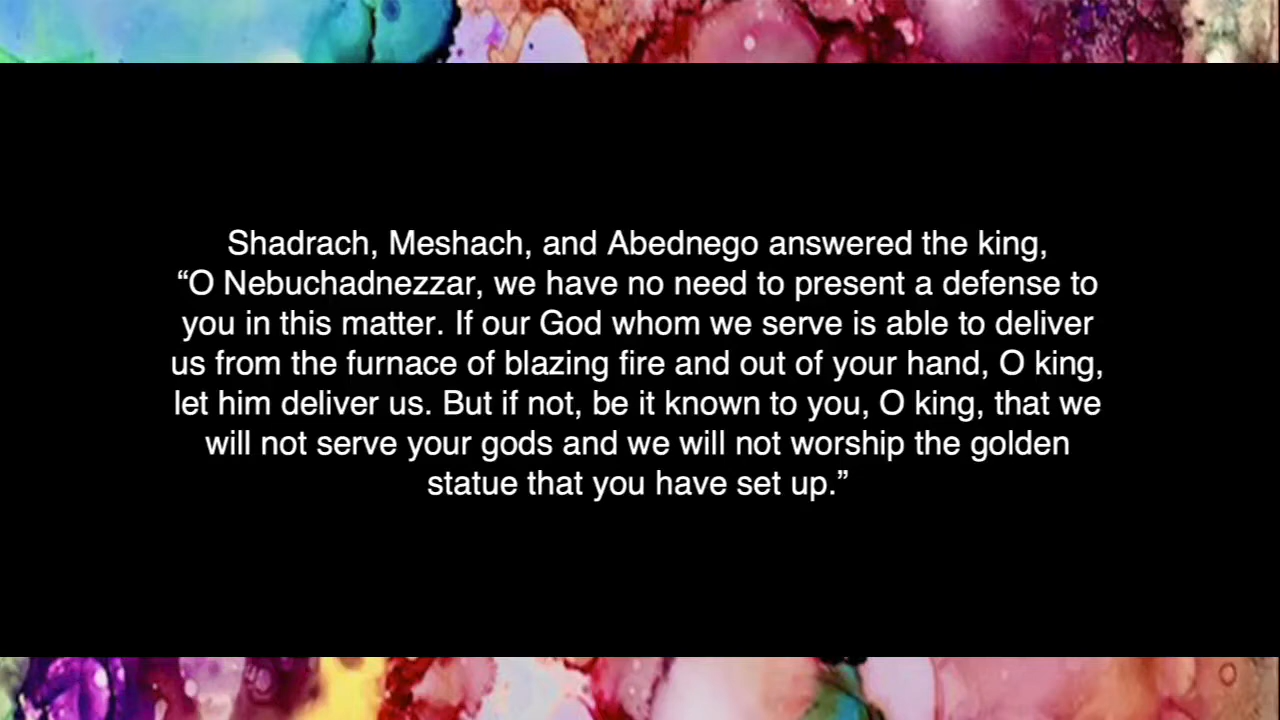 Shadrach, Meshach, and Abednego answered the king,
“O Nebuchadnezzar, we have no need to present a defense to
you in this matter. If our God whom we serve is able to deliver
us from the furnace of blazing fire and out of your hand, O king,
let him deliver us. But if not, be it known to you, O king, that we
will not serve your gods and we will not worship the golden
statue that you have set up.”